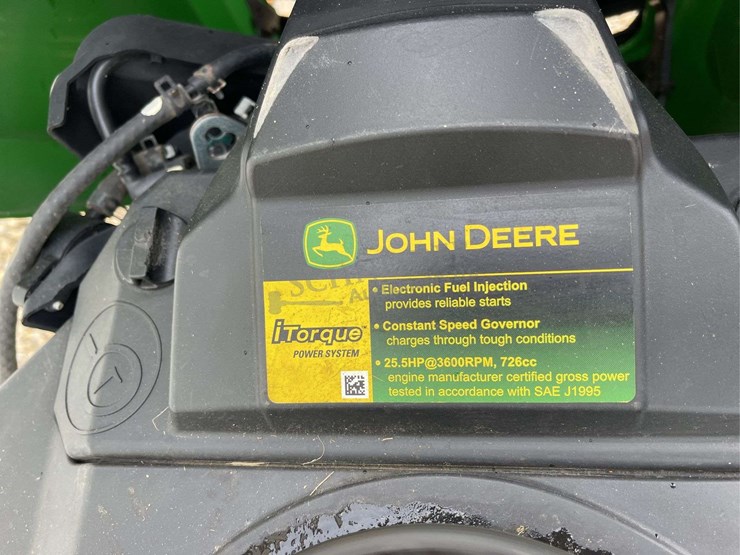 JOHN DEERE
iTorque
POWER SYSTEM
• Electronic Fuel Injection
provides reliable starts
• Constant Speed Governor
charges through tough conditions
• 25.5HP@3600RPM, 726cc
engine manufacturer certified gross power
tested in accordance with SAE J1995